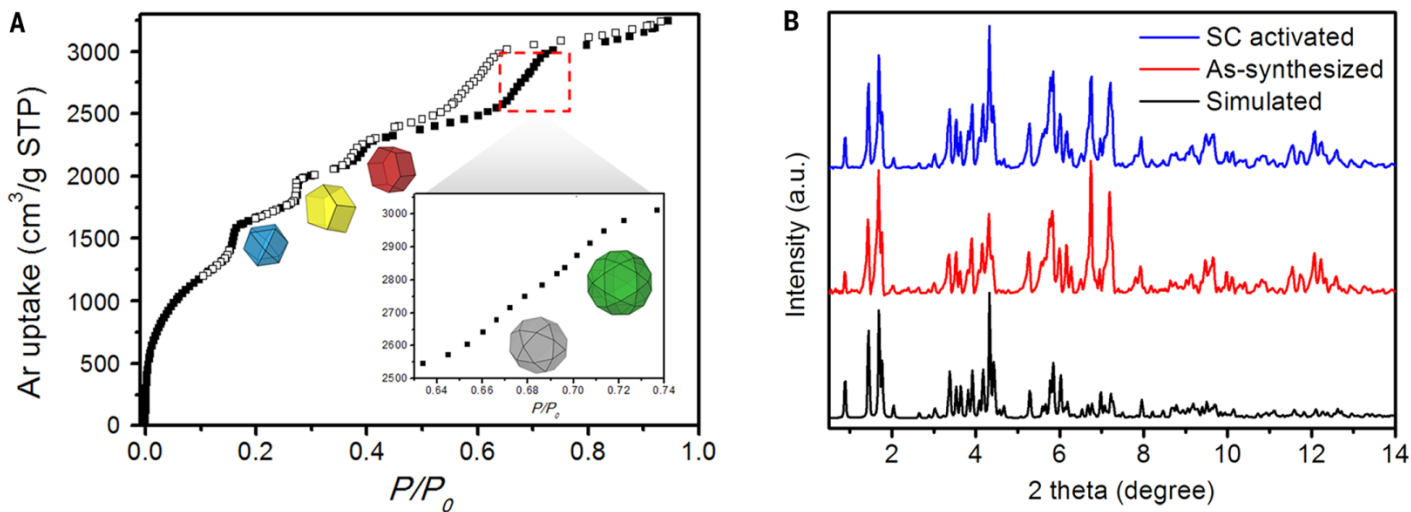 A
Ar uptake (cm³/g STP)
3000
2500
2000
1500
1000
500
0
0.0 0.2 0.4 0.6 0.8 1.0
P/P₀
3000
2900
2800
2700
2600
2500
0.64 0.66 0.68 0.70 0.72 0.74
P/P₀
B
SC activated
As-synthesized
Simulated
Intensity (a.u.)
2 4 6 8 10 12 14
2 theta (degree)